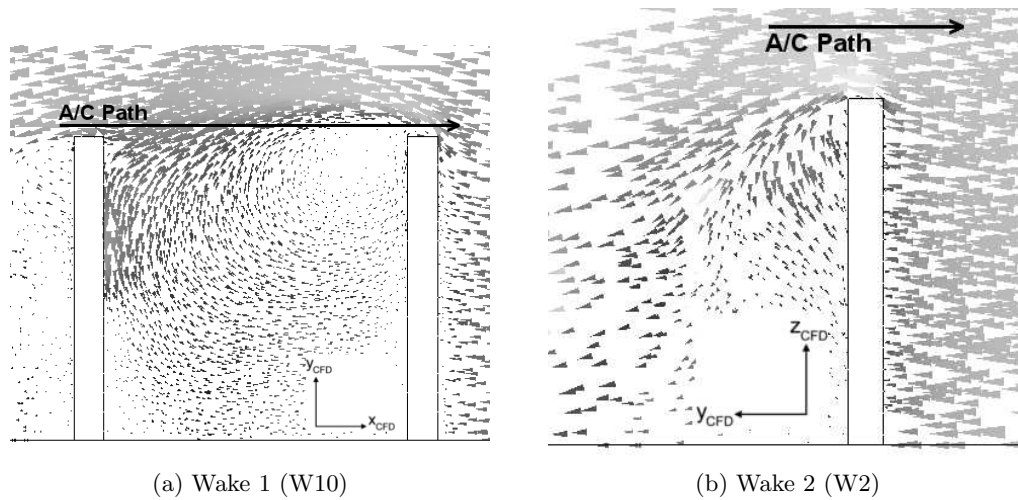 A/C Path
y_CFD
x_CFD
(a) Wake 1 (W10)
A/C Path
z_CFD
y_CFD
(b) Wake 2 (W2)